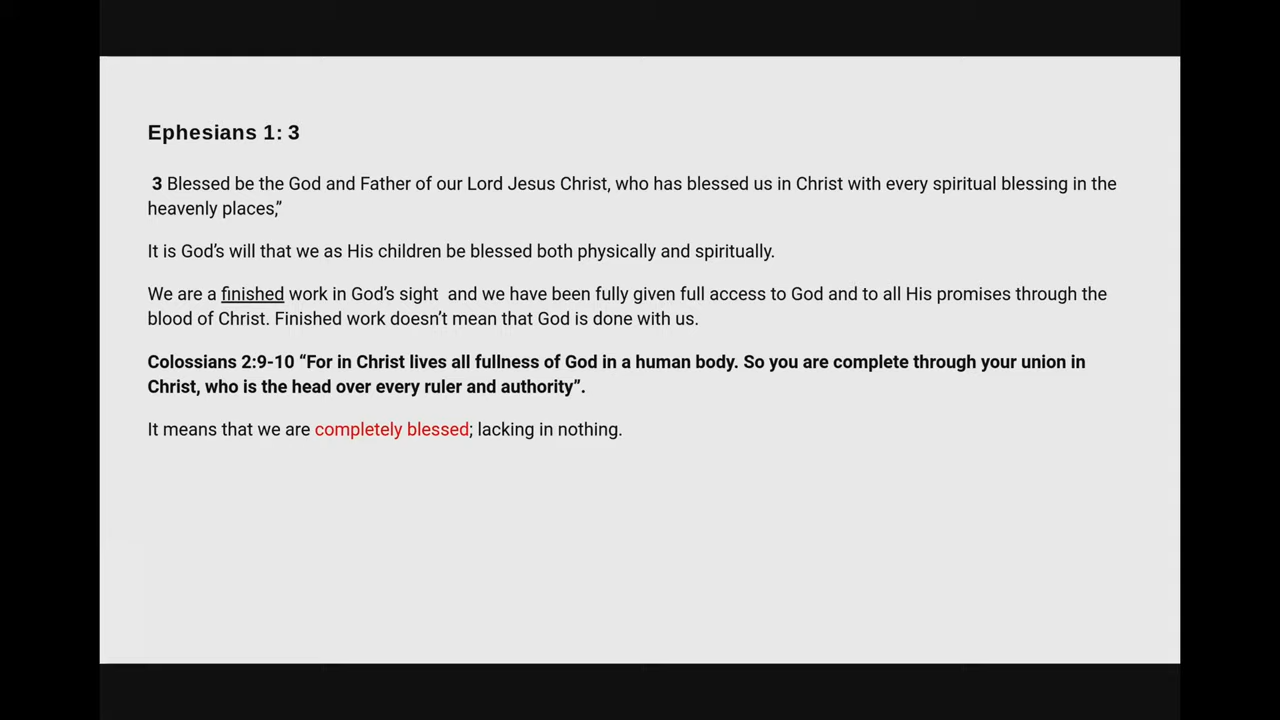 Ephesians 1: 3
3 Blessed be the God and Father of our Lord Jesus Christ, who has blessed us in Christ with every spiritual blessing in the
heavenly places,”
It is God’s will that we as His children be blessed both physically and spiritually.
We are a finished work in God’s sight  and we have been fully given full access to God and to all His promises through the
blood of Christ. Finished work doesn’t mean that God is done with us.
Colossians 2:9-10 “For in Christ lives all fullness of God in a human body. So you are complete through your union in
Christ, who is the head over every ruler and authority”.
It means that we are completely blessed; lacking in nothing.